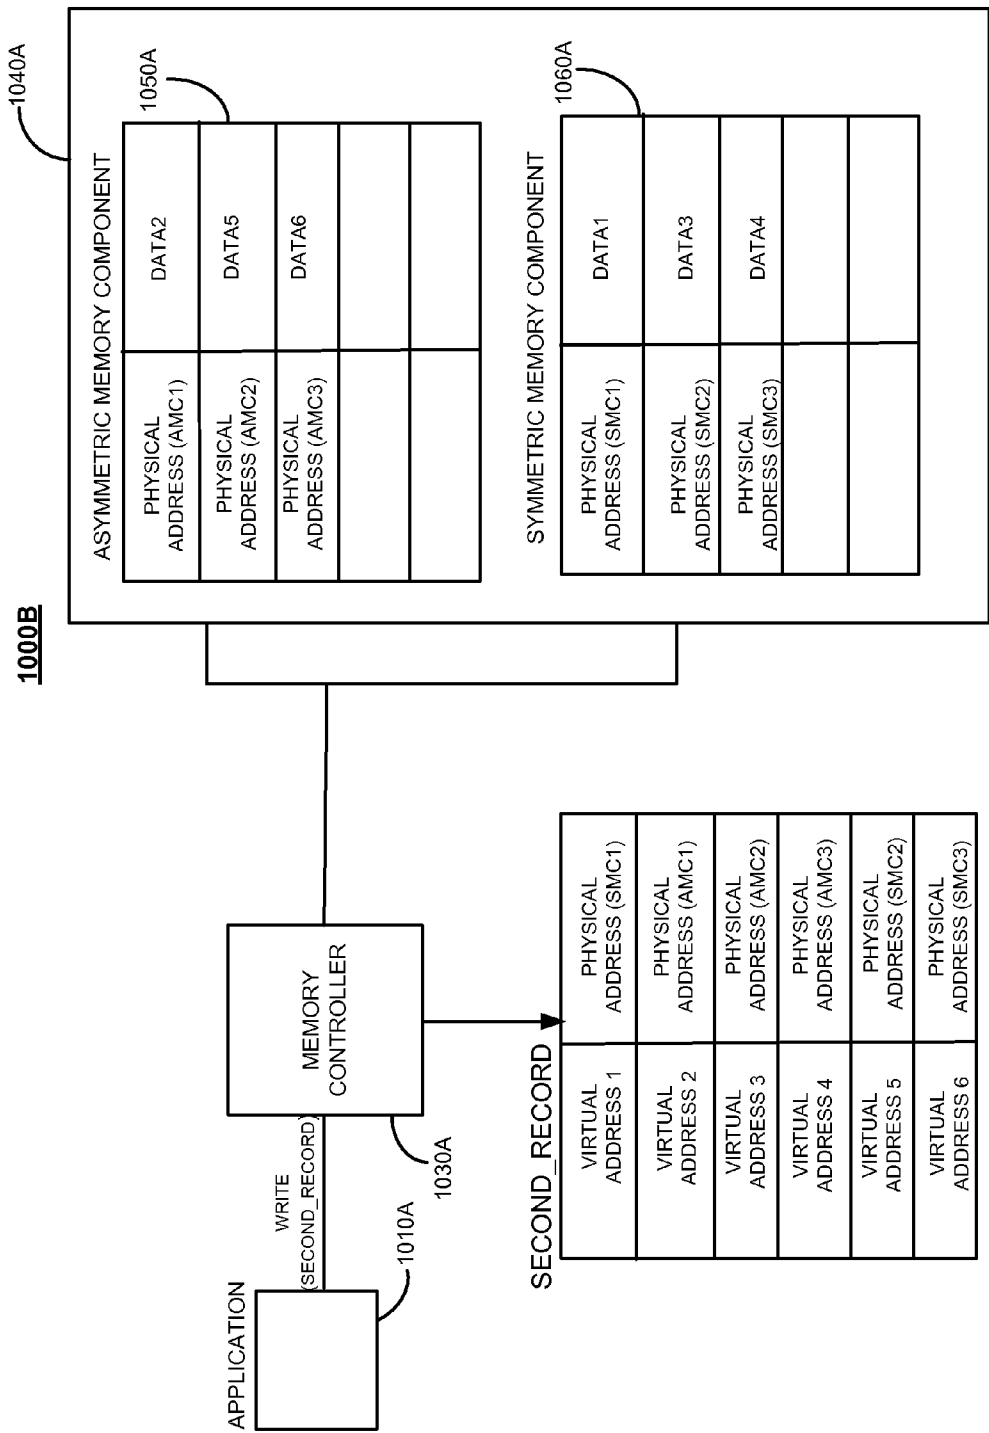 1000B
1040A
APPLICATION
WRITE
(SECOND_RECORD)
1010A
MEMORY
CONTROLLER
1030A
ASYMMETRIC MEMORY COMPONENT
1050A
PHYSICAL
ADDRESS (AMC1)
DATA2
PHYSICAL
ADDRESS (AMC2)
DATA5
PHYSICAL
ADDRESS (AMC3)
DATA6
SYMMETRIC MEMORY COMPONENT
1060A
PHYSICAL
ADDRESS (SMC1)
DATA1
PHYSICAL
ADDRESS (SMC2)
DATA3
PHYSICAL
ADDRESS (SMC3)
DATA4
SECOND_RECORD
VIRTUAL
ADDRESS 1
PHYSICAL
ADDRESS (SMC1)
VIRTUAL
ADDRESS 2
PHYSICAL
ADDRESS (AMC1)
VIRTUAL
ADDRESS 3
PHYSICAL
ADDRESS (AMC2)
VIRTUAL
ADDRESS 4
PHYSICAL
ADDRESS (AMC3)
VIRTUAL
ADDRESS 5
PHYSICAL
ADDRESS (SMC2)
VIRTUAL
ADDRESS 6
PHYSICAL
ADDRESS (SMC3)